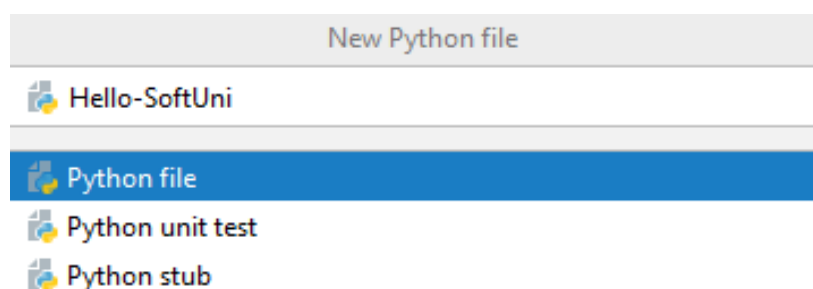 New Python file
Hello-SoftUni
Python file
Python unit test
Python stub